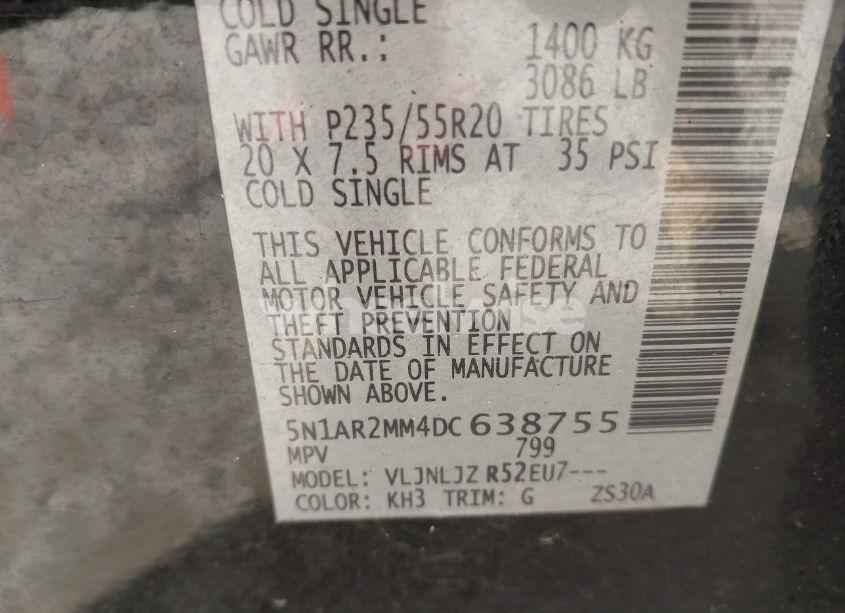 COLD SINGLE
GAWR RR.: 1400 KG
3086 LB
WITH P235/55R20 TIRES
20 X 7.5 RIMS AT 35 PSI
COLD SINGLE
THIS VEHICLE CONFORMS TO
ALL APPLICABLE FEDERAL
MOTOR VEHICLE SAFETY AND
THEFT PREVENTION
STANDARDS IN EFFECT ON
THE DATE OF MANUFACTURE
SHOWN ABOVE.
5N1AR2MM4DC638755
MPV 799
MODEL: VLJNLJZ R52EU7---
COLOR: KH3 TRIM: G ZS30A